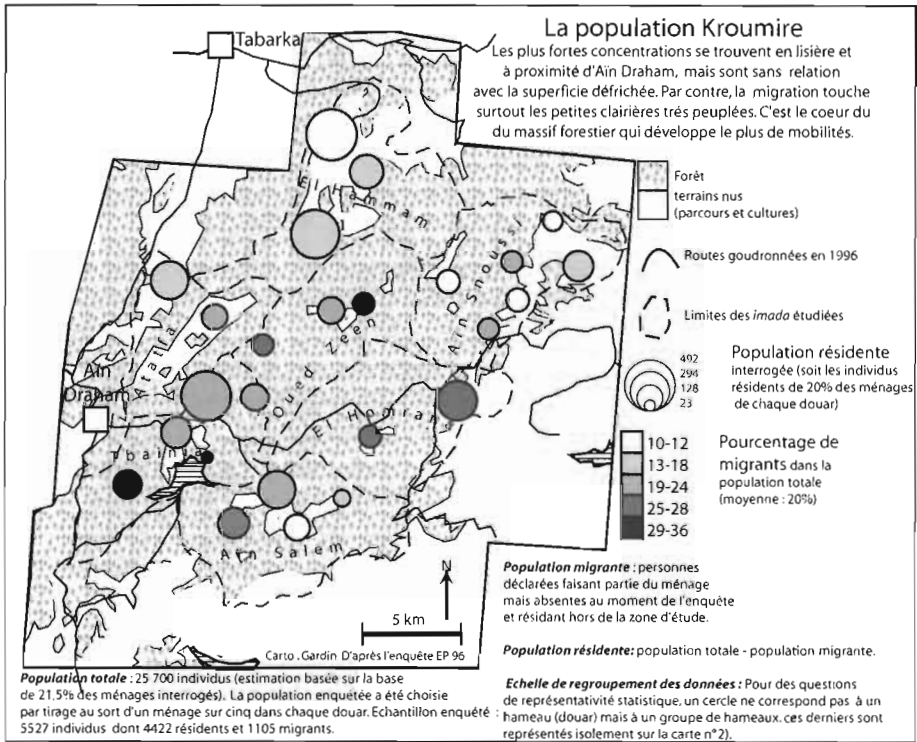 La population Kroumire
Les plus fortes concentrations se trouvent en lisière et
à proximité d'Aïn Draham, mais sont sans relation
avec la superficie défrichée. Par contre, la migration touche
surtout les petites clairières trés peuplées. C'est le coeur du
du massif forestier qui développe le plus de mobilités.
Tabarka
Forêt
terrains nus
(parcours et cultures)
Routes goudronnées en 1996
Limites des imada étudiées
492
294
128
23
Population résidente
interrogée (soit les individus
résidents de 20% des ménages
de chaque douar)
10-12
13-18
19-24
25-28
29-36
Pourcentage de
migrants dans la
population totale
(moyenne : 20%)
El Hammam
Aïn Snoussi
Oued Zeen
Atatfa
Aïn
Draham
El Homran
Tbainia
Aïn Salem
N
5 km
Carto . Gardin D'après l'enquête EP 96
Population migrante : personnes
déclarées faisant partie du ménage
mais absentes au moment de l'enquête
et résidant hors de la zone d'étude.
Population résidente: population totale - population migrante.
Echelle de regroupement des données : Pour des questions
de représentativité statistique, un cercle ne correspond pas à un
hameau (douar) mais à un groupe de hameaux. ces derniers sont
représentés isolement sur la carte n°2).
Population totale : 25 700 individus (estimation basée sur la base
de 21,5% des ménages interrogés). La population enquetée a été choisie
par tirage au sort d'un ménage sur cinq dans chaque douar. Echantillon enquêté :
5527 individus dont 4422 résidents et 1105 migrants.